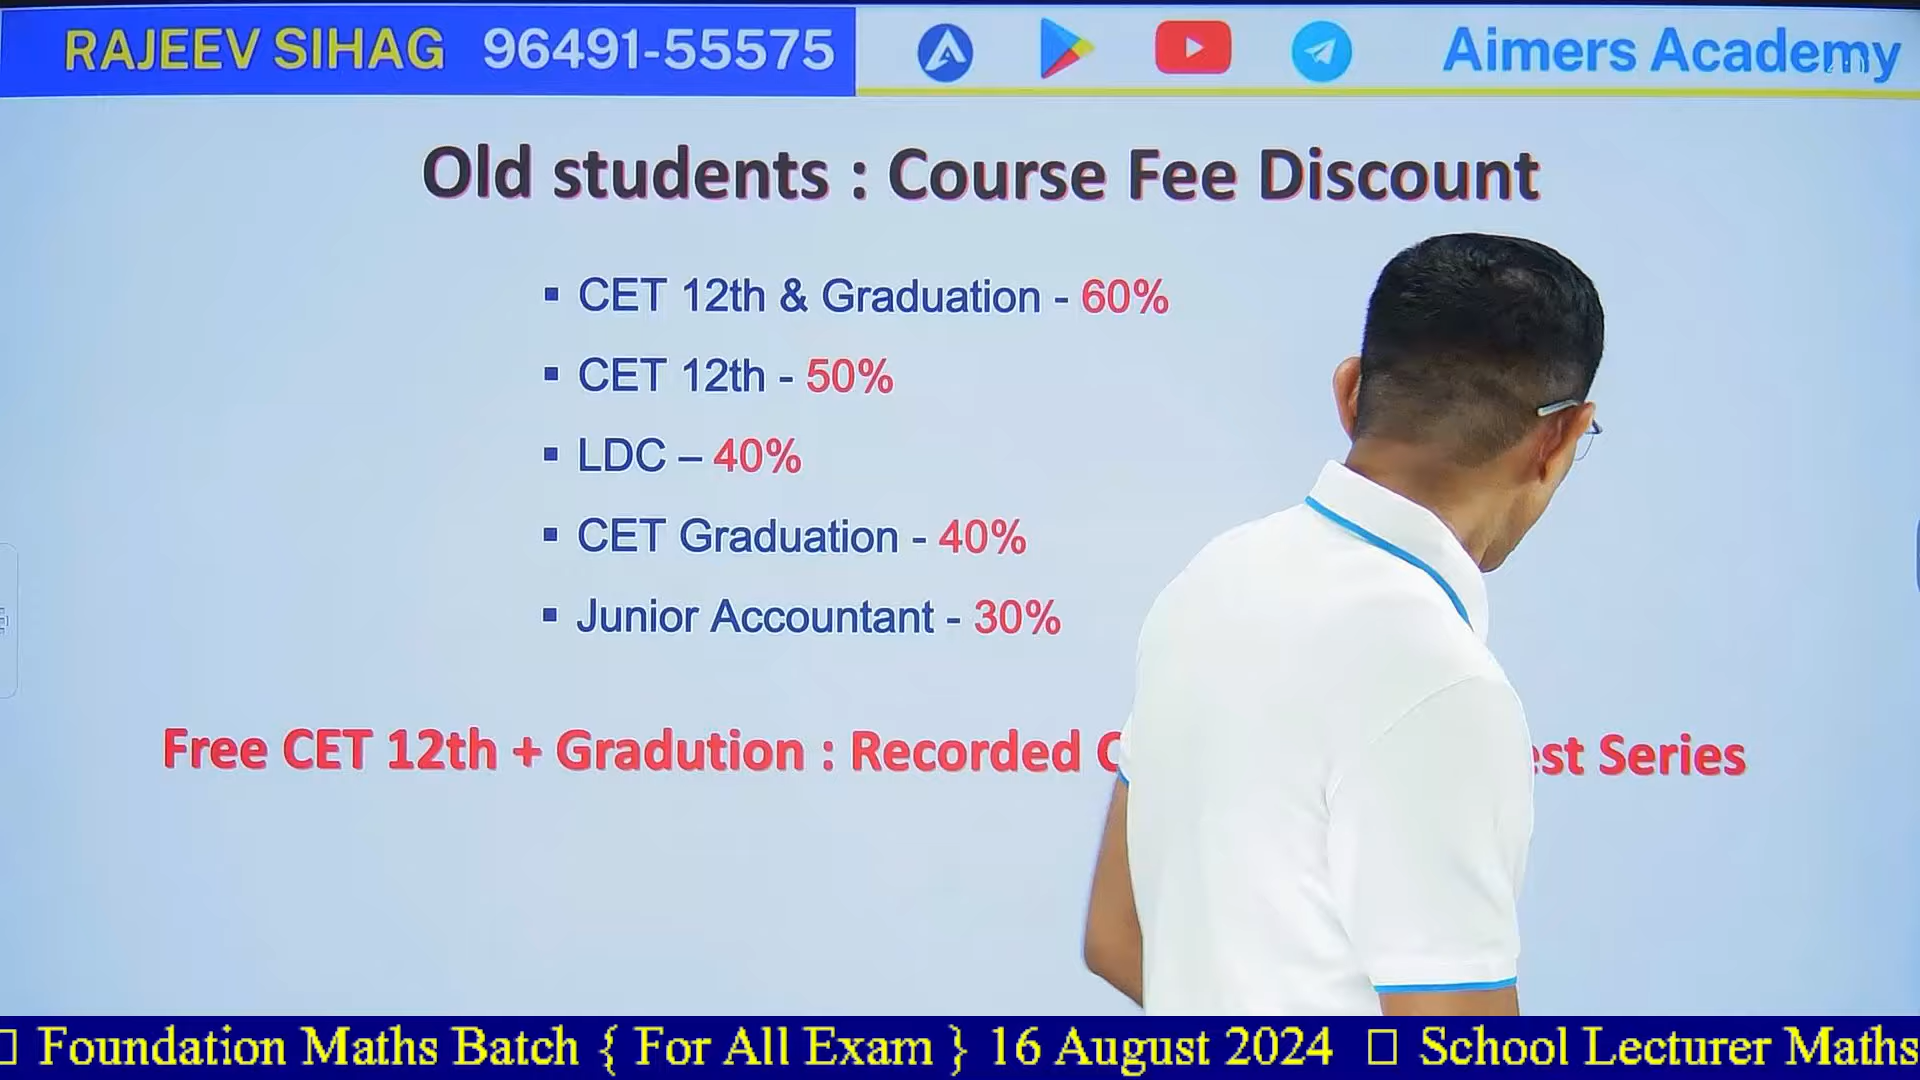 RAJEEV SIHAG 96491-55575 Aimers Academy
Old students : Course Fee Discount
▪ CET 12th & Graduation - 60%
▪ CET 12th - 50%
▪ LDC – 40%
▪ CET Graduation - 40%
▪ Junior Accountant - 30%
Free CET 12th + Gradution : Recorded Series
Foundation Maths Batch { For All Exam } 16 August 2024 School Lecturer Maths